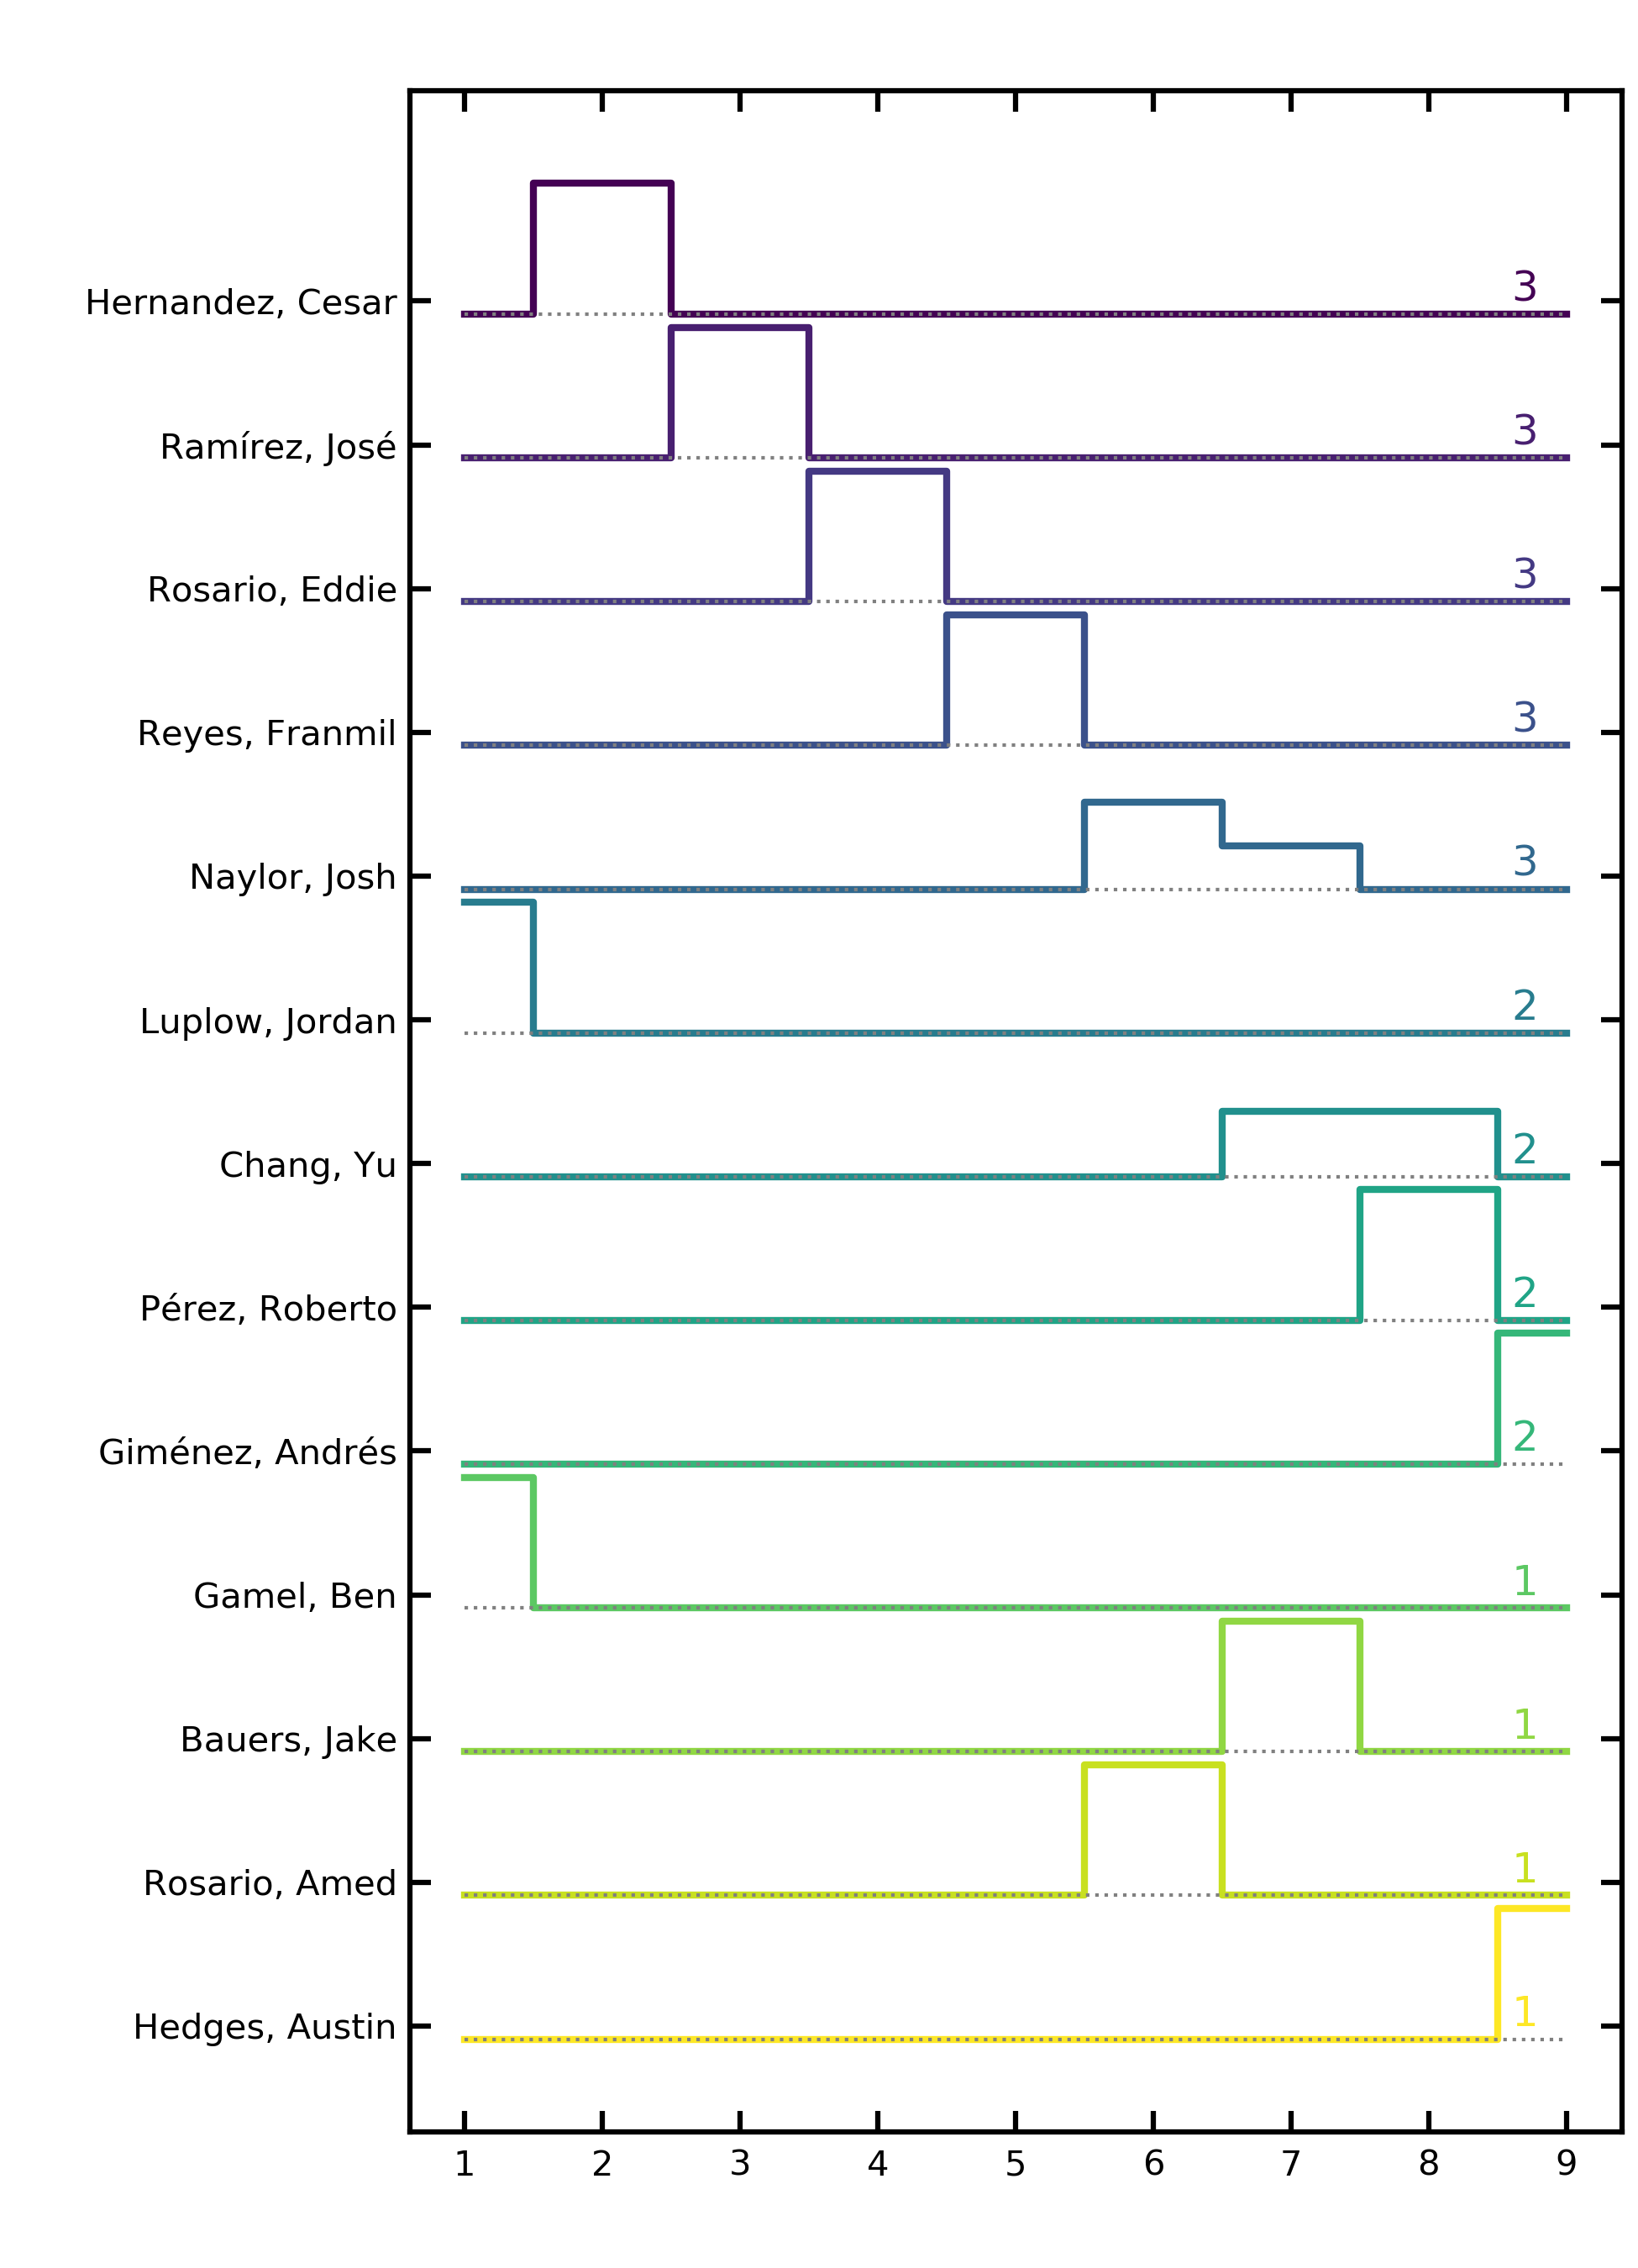 Hernandez, Cesar 3
Ramírez, José 3
Rosario, Eddie 3
Reyes, Franmil 3
Naylor, Josh 3
Luplow, Jordan 2
Chang, Yu 2
Pérez, Roberto 2
Giménez, Andrés 2
Gamel, Ben 1
Bauers, Jake 1
Rosario, Amed 1
Hedges, Austin 1
1 2 3 4 5 6 7 8 9